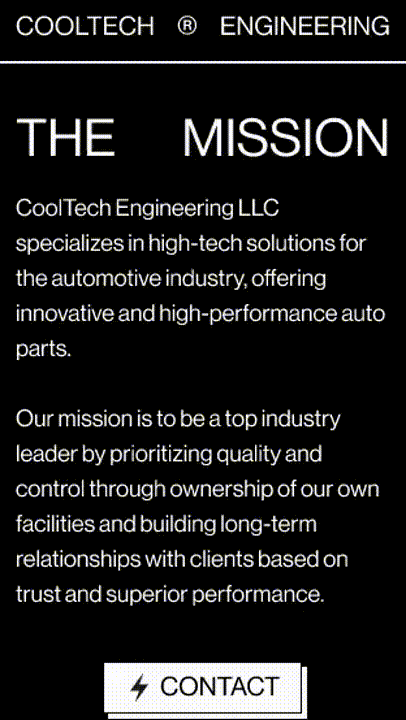 COOLTECH ® ENGINEERING
THE MISSION
CoolTech Engineering LLC
specializes in high-tech solutions for
the automotive industry, offering
innovative and high-performance auto
parts.
Our mission is to be a top industry
leader by prioritizing quality and
control through ownership of our own
facilities and building long-term
relationships with clients based on
trust and superior performance.
CONTACT